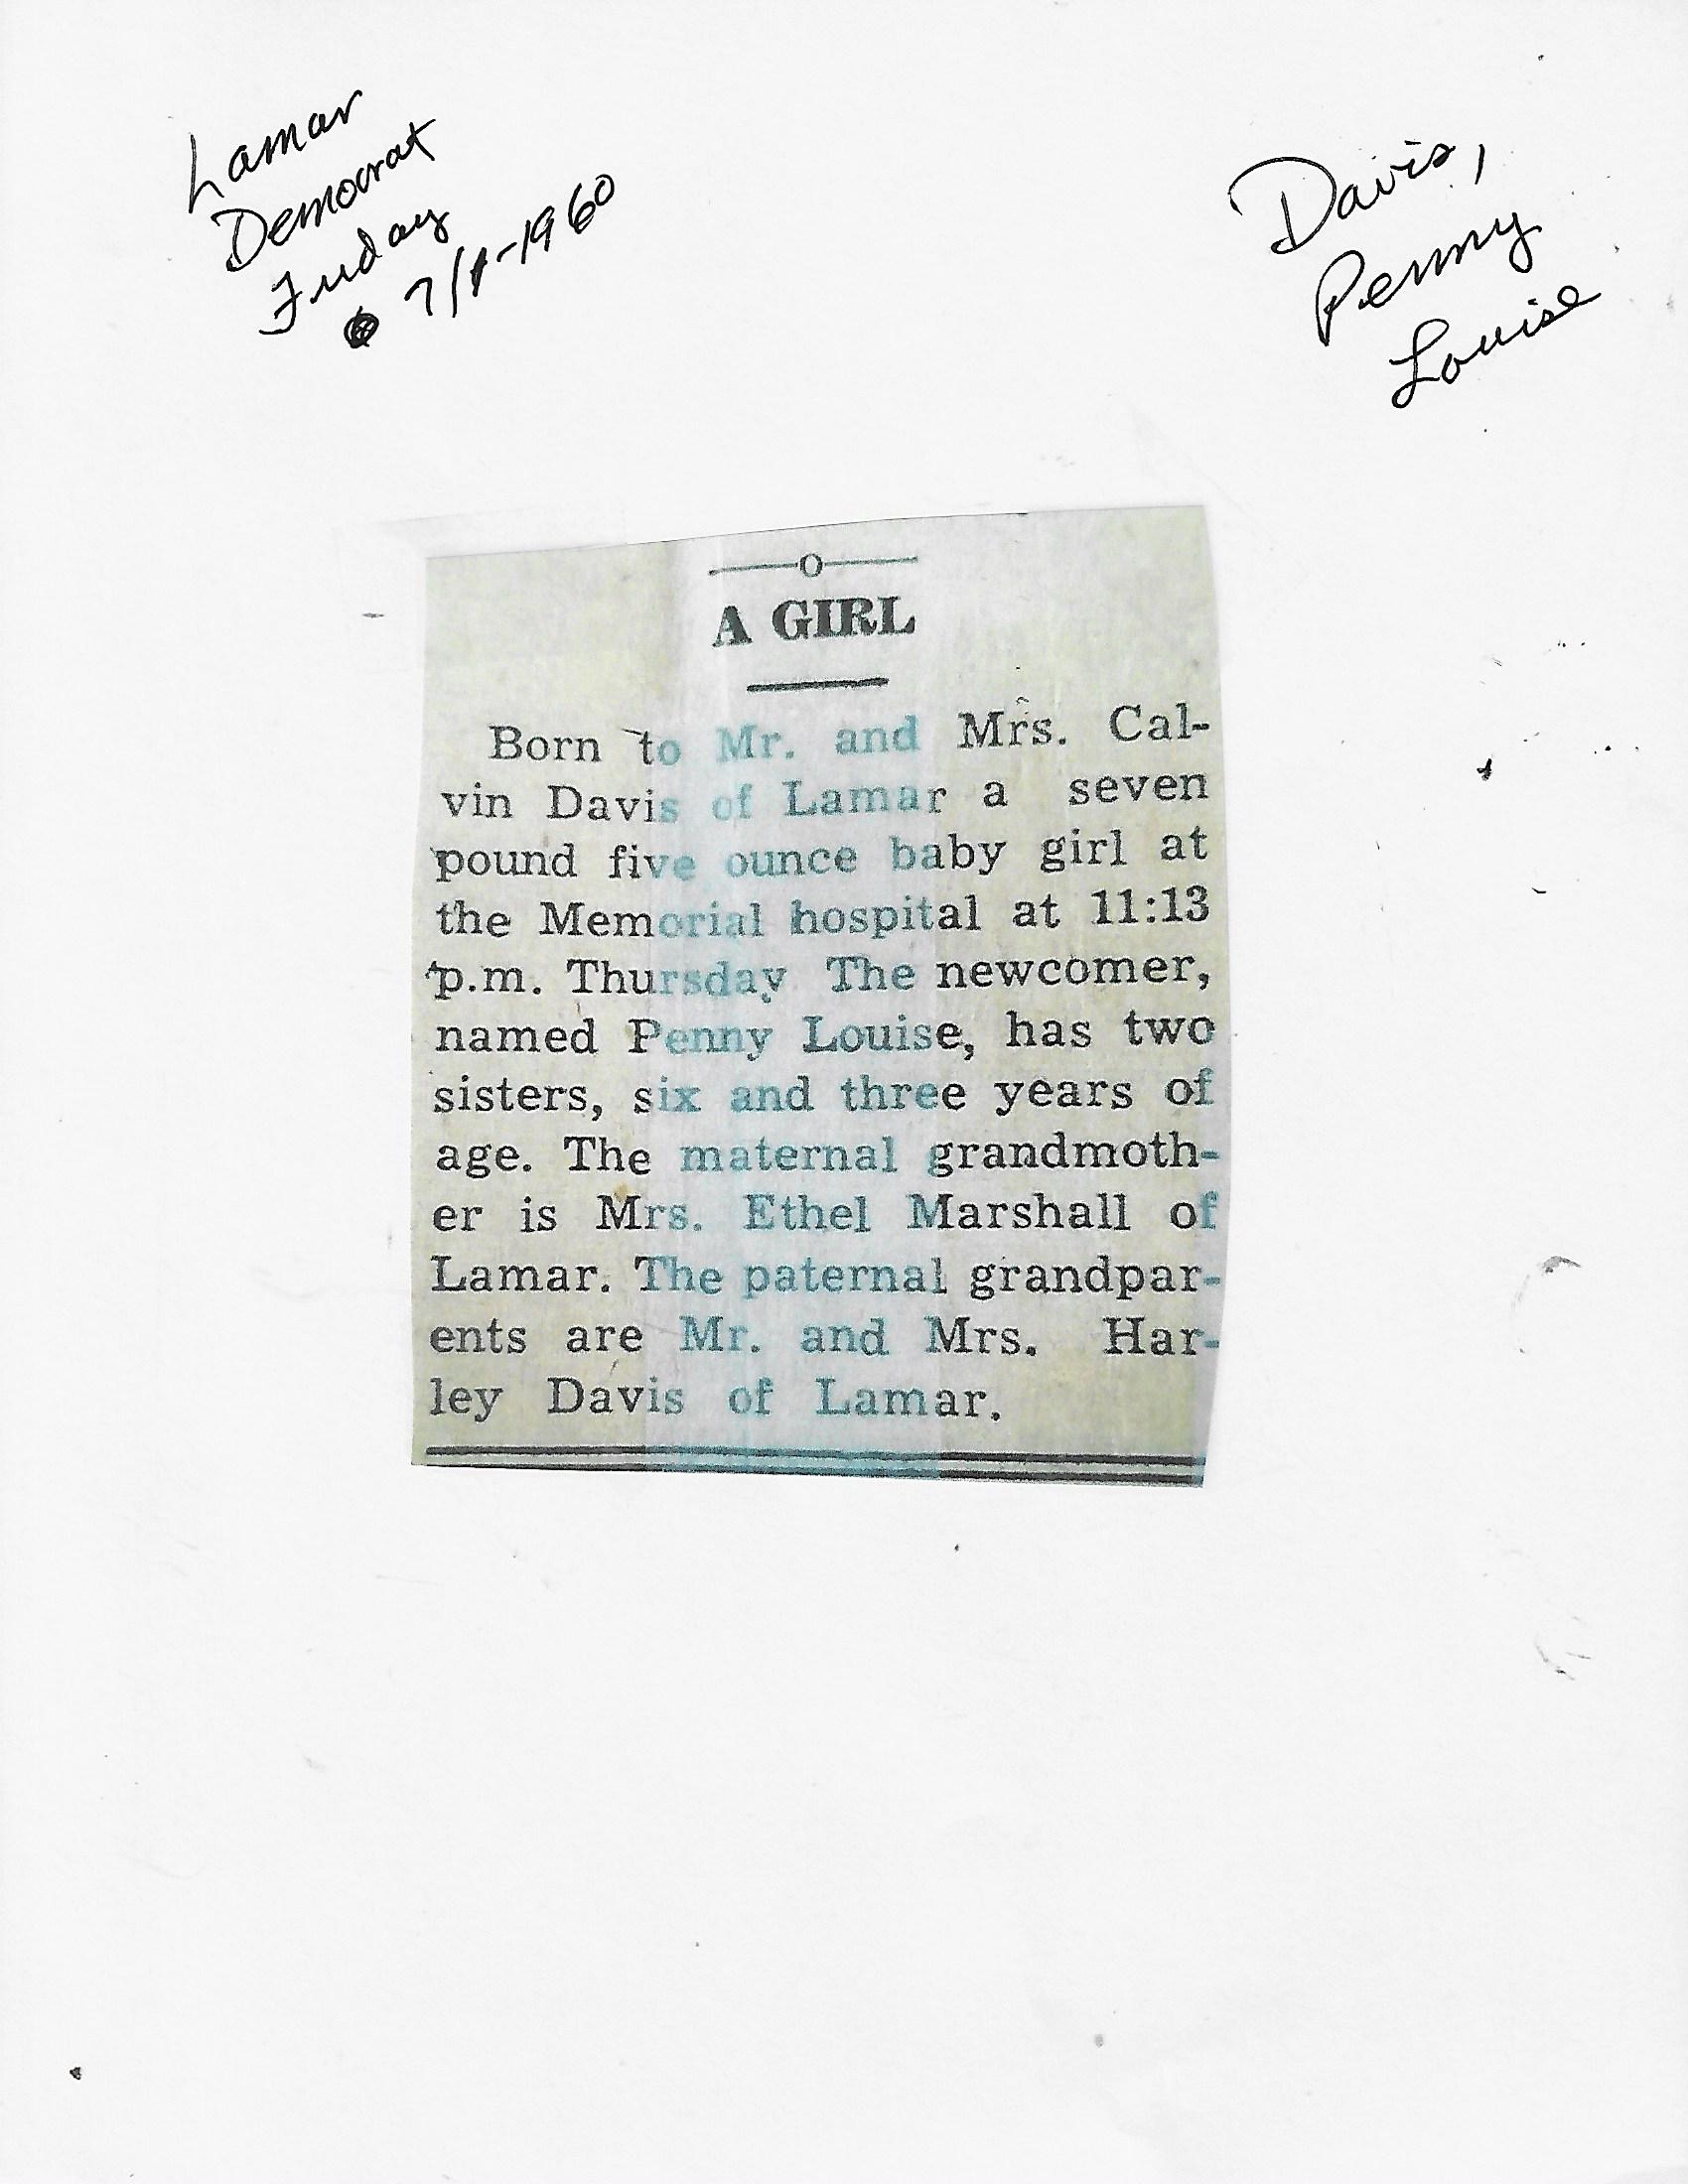 Lamar
Democrat
Friday
7/1-1960
Davis,
Penny
Louise
A GIRL
Born to Mr. and Mrs. Cal-
vin Davis of Lamar a seven
pound five ounce baby girl at
the Memorial hospital at 11:13
p.m. Thursday. The newcomer,
named Penny Louise, has two
sisters, six and three years of
age. The maternal grandmoth-
er is Mrs. Ethel Marshall of
Lamar. The paternal grandpar-
ents are Mr. and Mrs. Har-
ley Davis of Lamar.